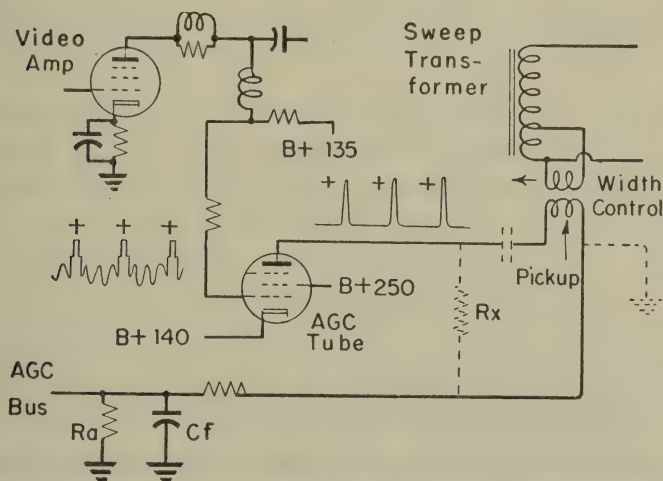 Video
Amp
Sweep
Trans-
former
B+ 135
+ + +
+ + +
Width
Control
Pickup
B+250
AGC
Tube
Rx
B+ 140
AGC
Bus
Ra
Cf